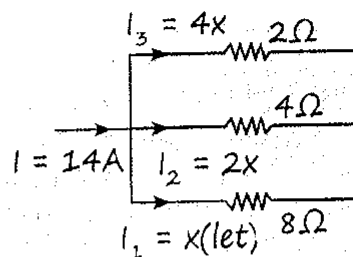 I₃ = 4x
2Ω
4Ω
I = 14A
I₂ = 2x
8Ω
I₁ = x(let)